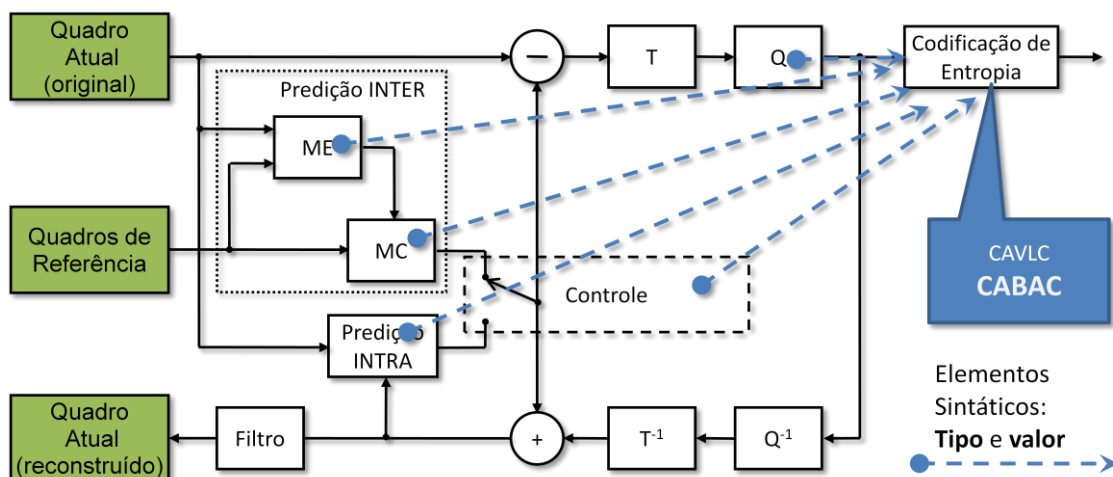 Quadro
Atual
(original)
T
Q
Codificação de
Entropia
Predição INTER
ME
Quadros de
Referência
MC
CAVLC
CABAC
Controle
Predição
INTRA
Elementos
Sintáticos:
Tipo e valor
Quadro
Atual
(reconstruído)
Filtro
+
T-1
Q-1